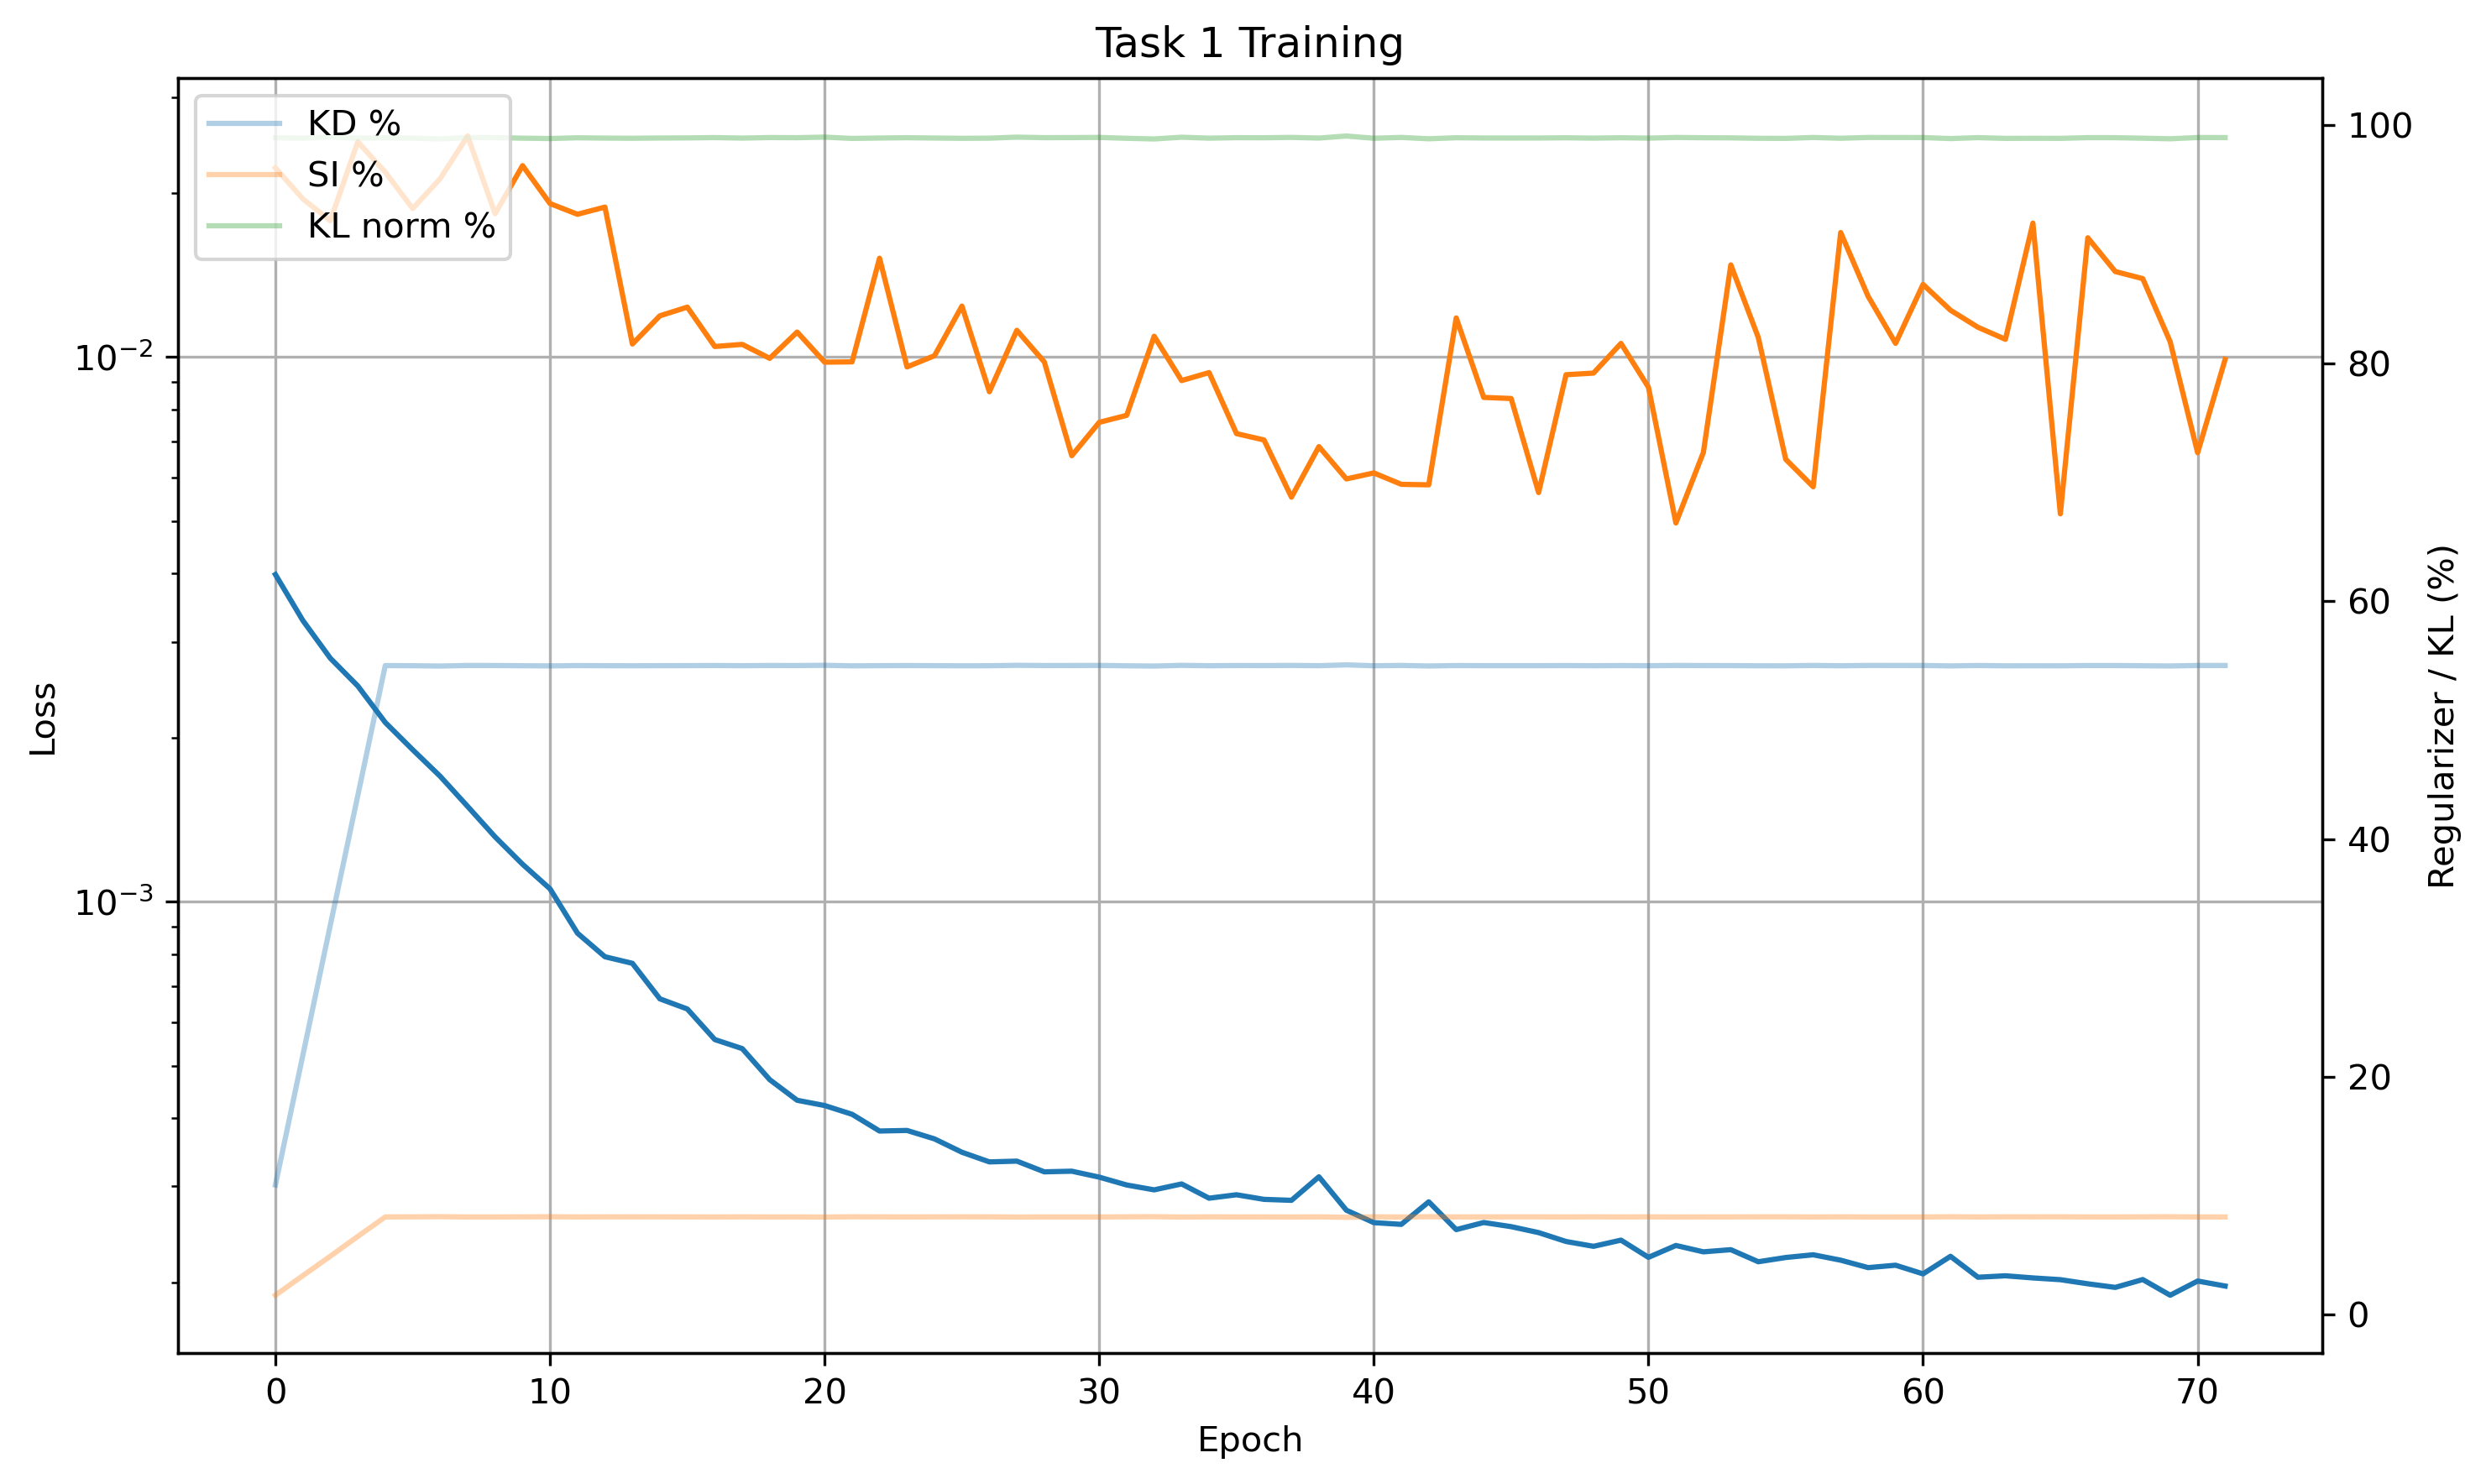 Task 1 Training
KD %
SI %
KL norm %
10⁻²
10⁻³
Loss
100
80
60
40
20
0
Regularizer / KL (%)
0 10 20 30 40 50 60 70
Epoch